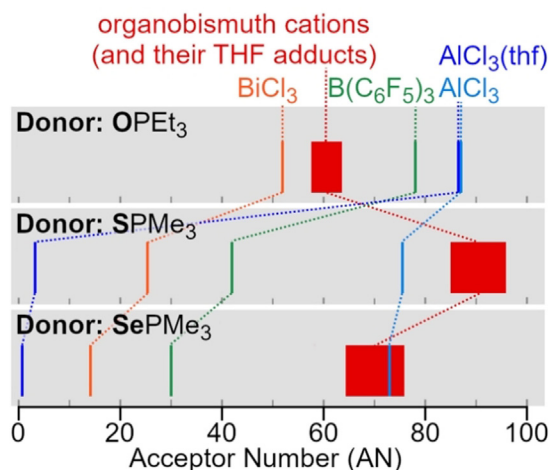 organobismuth cations
(and their THF adducts)
AlCl₃(thf)
BiCl₃
B(C₆F₅)₃
AlCl₃
Donor: OPEt₃
Donor: SPMe₃
Donor: SePMe₃
0 20 40 60 80 100
Acceptor Number (AN)